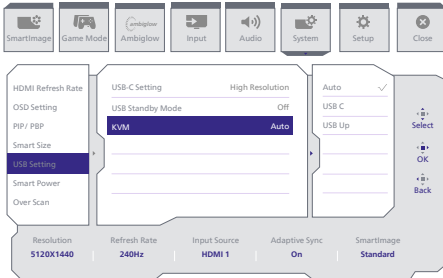 SmartImage
Game Mode
ambiglow
Ambiglow
Input
Audio
System
Setup
Close
HDMI Refresh Rate
OSD Setting
PIP/ PBP
Smart Size
USB Setting
Smart Power
Over Scan
USB-C Setting High Resolution
USB Standby Mode Off
KVM Auto
Auto
USB C
USB Up
Select
OK
Back
Resolution Refresh Rate Input Source Adaptive Sync SmartImage
5120X1440 240Hz HDMI 1 On Standard